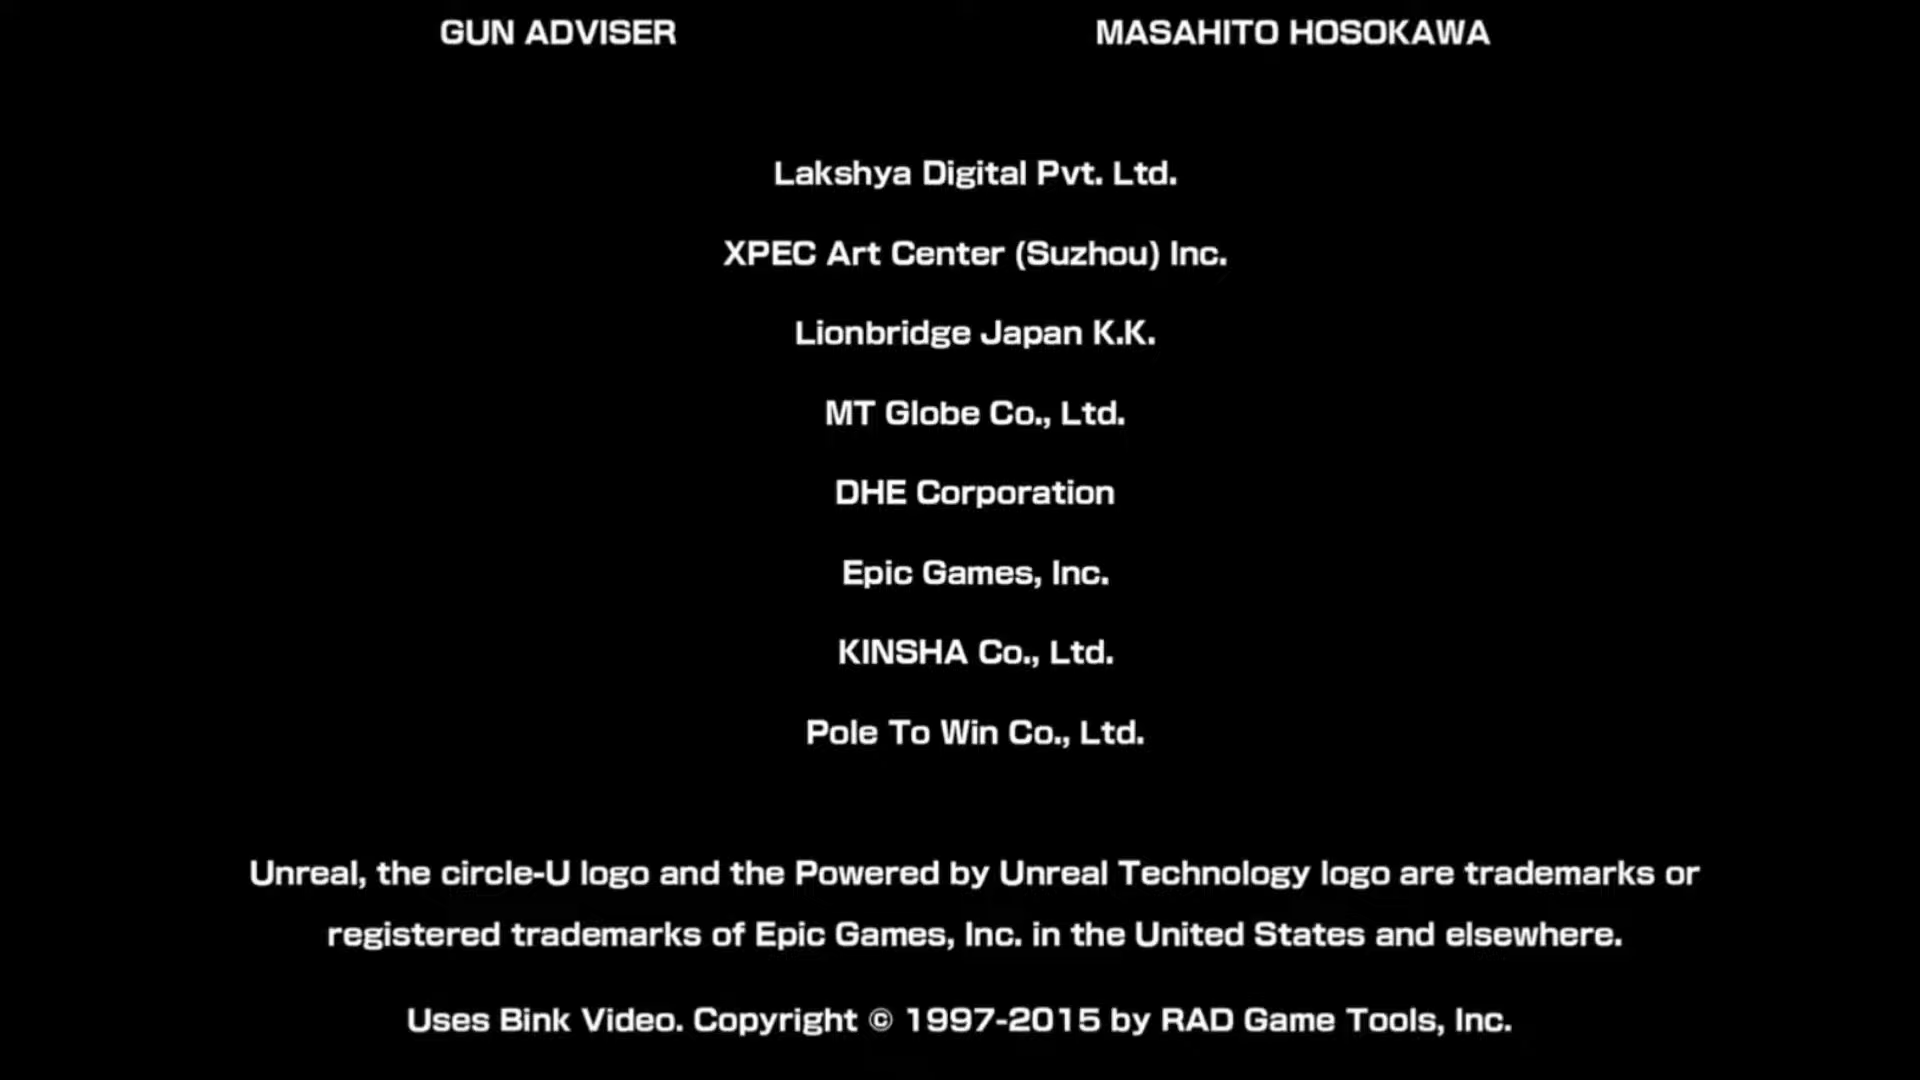 GUN ADVISER MASAHITO HOSOKAWA
Lakshya Digital Pvt. Ltd.
XPEC Art Center (Suzhou) Inc.
Lionbridge Japan K.K.
MT Globe Co., Ltd.
DHE Corporation
Epic Games, Inc.
KINSHA Co., Ltd.
Pole To Win Co., Ltd.
Unreal, the circle-U logo and the Powered by Unreal Technology logo are trademarks or
registered trademarks of Epic Games, Inc. in the United States and elsewhere.
Uses Bink Video. Copyright © 1997-2015 by RAD Game Tools, Inc.